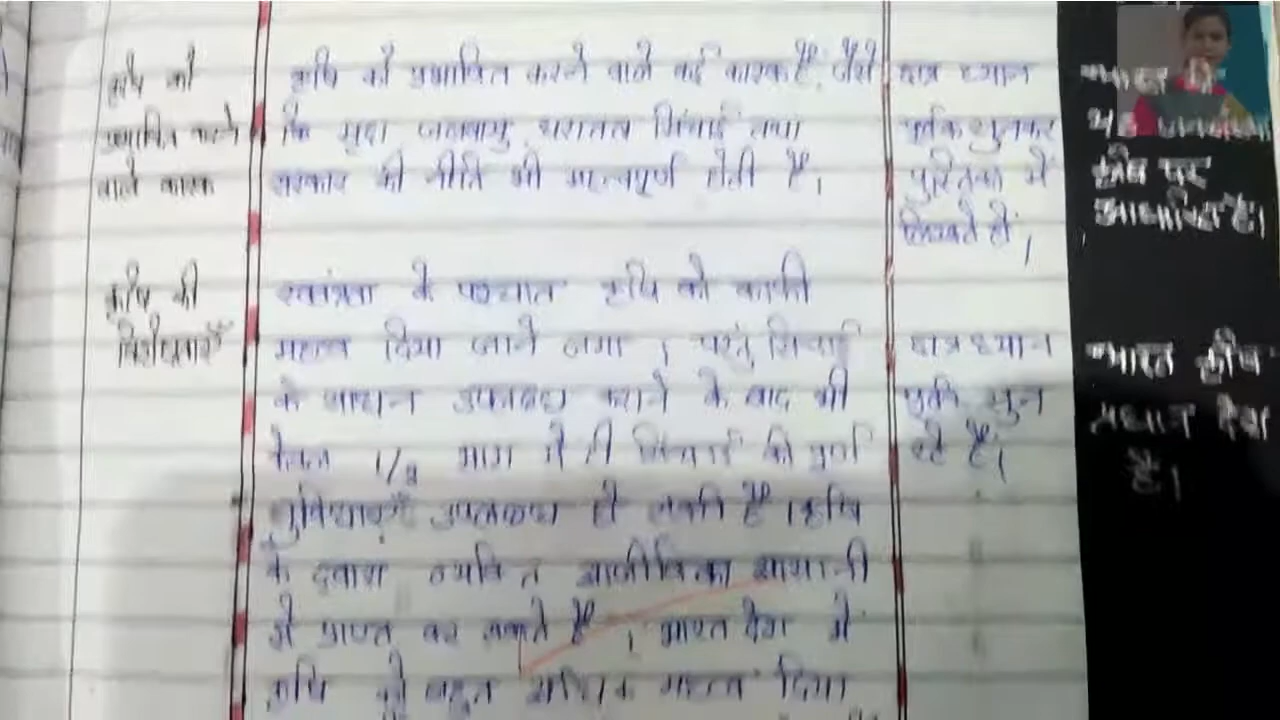 कृषि को
प्रभावित करने
वाले कारक
कृषि को प्रभावित करने वाले कई कारक हैं, जैसे
कि मृदा जलवायु धरातल सिंचाई तथा
सरकार की नीति भी महत्वपूर्ण होती है।
छात्र ध्यान
पूर्वक सुनकर
पुस्तिका में
लिखते हैं।
भारत की
कृषि पर
आधारित है।
कृषि की
विशेषताएँ
स्वतंत्रता के पश्चात कृषि को काफी
महत्व दिया जाने लगा। परंतु सिंचाई
के साधन उपलब्ध कराने के बाद भी
केवल 1/3 भाग में ही सिंचाई की पूर्ण
सुविधाएँ उपलब्ध हो सकी है। कृषि
के द्वारा व्यक्ति आजीविका आसानी
से प्राप्त कर सकते हैं। भारत देश में
कृषि को बहुत अधिक महत्व दिया
छात्र ध्यान
पूर्वक सुन
रहे हैं।
भारत कृषि
प्रधान देश
है।